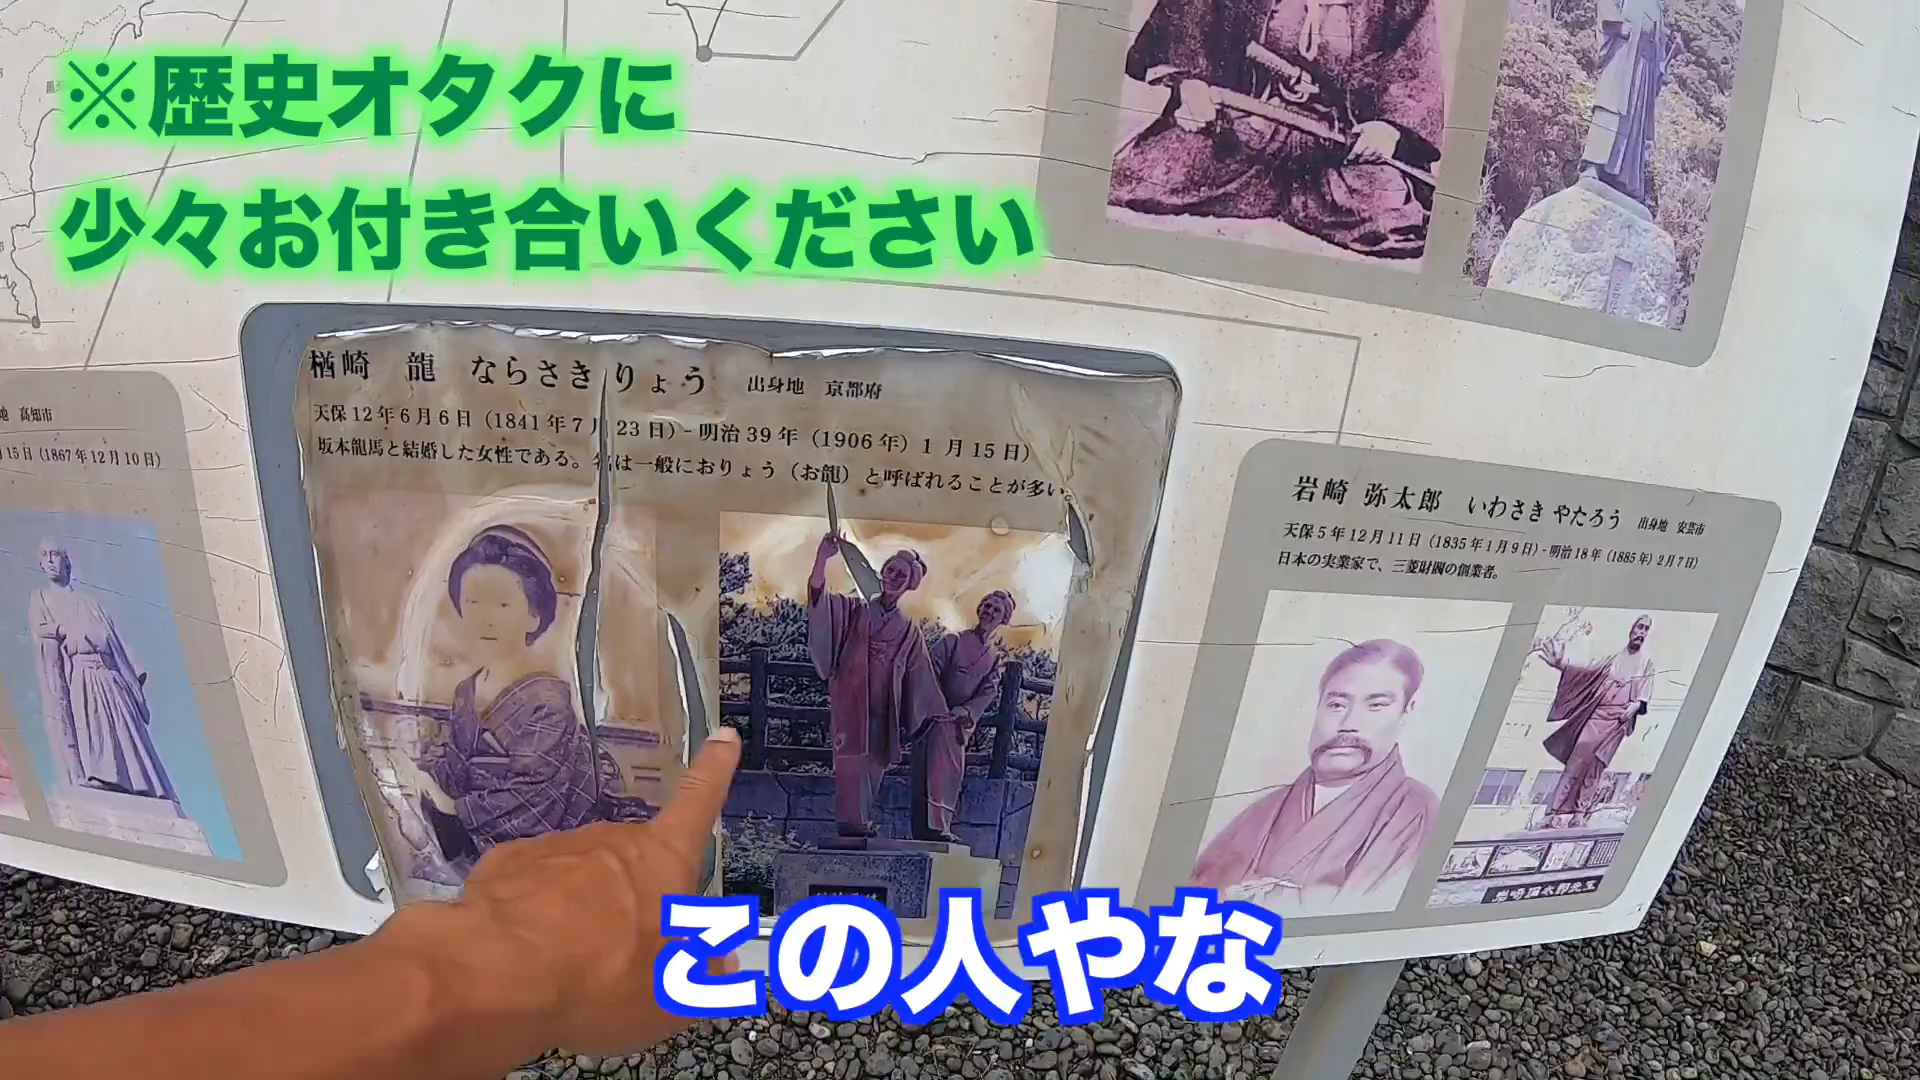 ※歴史オタクに
少々お付き合いください
楢崎 龍 ならさき りょう 出身地 京都府
天保12年6月6日(1841年7月23日)-明治39年(1906年)1月15日)
坂本龍馬と結婚した女性である。名は一般におりょう(お龍)と呼ばれることが多い
地 高知市
月15日(1867年12月10日)
岩崎 弥太郎 いわさき やたろう 出身地 安芸市
天保5年12月11日(1835年1月9日)-明治18年(1885年)2月7日)
日本の実業家で、三菱財閥の創業者。
岩崎彌太郎先生
この人やな